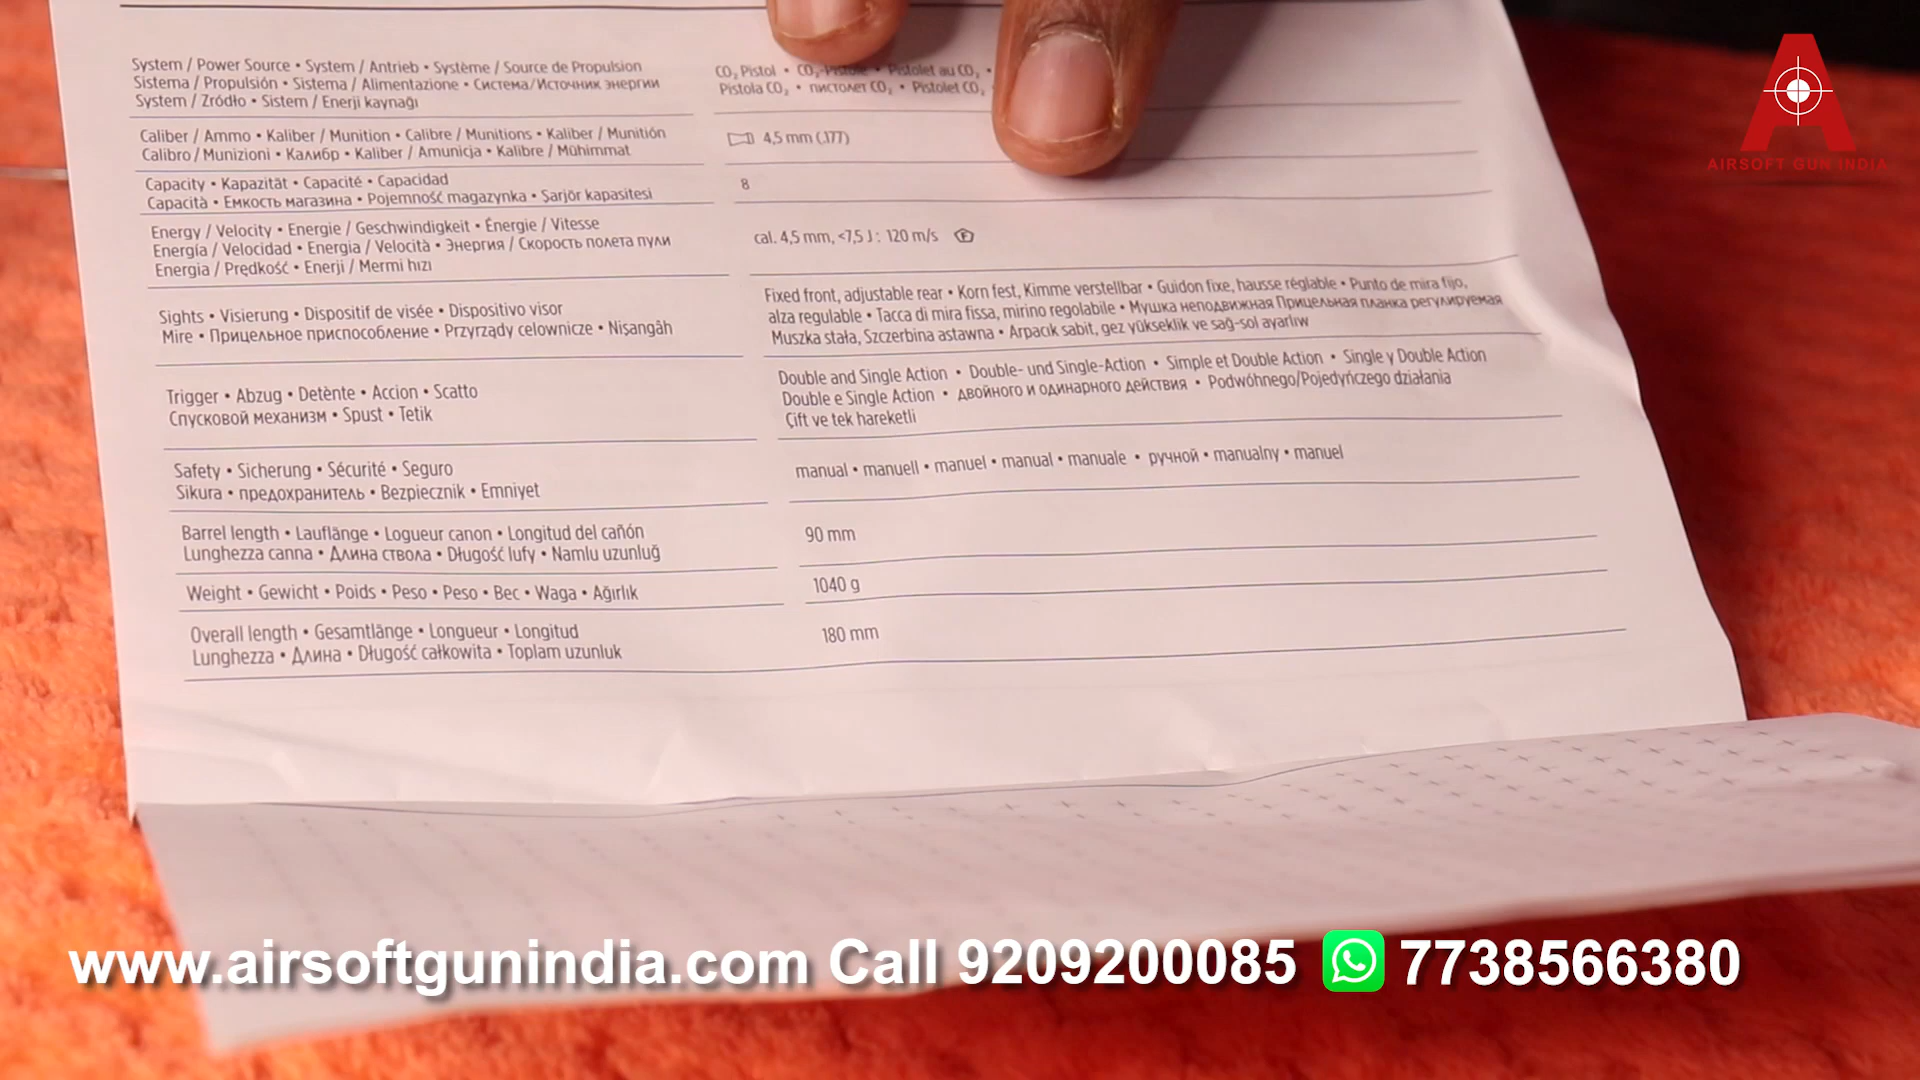 System / Power Source • System / Antrieb • Système / Source de Propulsion
Sistema / Propulsión • Sistema / Alimentazione • Система/Источник энергии
System / Zródło • Sistem / Enerji kaynağı
CO₂ Pistol • CO₂-Pistole • Pistolet au CO₂ •
Pistola CO₂ • пистолет CO₂ • Pistolet CO₂
Caliber / Ammo • Kaliber / Munition • Calibre / Munitions • Kaliber / Munitión
Calibro / Munizioni • Калибр • Kaliber / Amunicja • Kalibre / Mühimmat
4,5 mm (.177)
Capacity • Kapazität • Capacité • Capacidad
Capacità • Емкость магазина • Pojemność magazynka • Şarjör kapasitesi
8
Energy / Velocity • Energie / Geschwindigkeit • Énergie / Vitesse
Energía / Velocidad • Energia / Velocità • Энергия / Скорость полета пули
Energia / Prędkość • Enerji / Mermi hızı
cal. 4,5 mm, <7,5 J : 120 m/s F
Sights • Visierung • Dispositif de visée • Dispositivo visor
Mire • Прицельное приспособление • Przyrządy celownicze • Nişangâh
Fixed front, adjustable rear • Korn fest, Kimme verstellbar • Guidon fixe, hausse réglable • Punto de mira fijo,
alza regulable • Tacca di mira fissa, mirino regolabile • Мушка неподвижная Прицельная планка регулируемая
Muszka stała, Szczerbina astawna • Arpacık sabit, gez yükseklik ve sağ-sol ayarlıw
Trigger • Abzug • Detènte • Accion • Scatto
Спусковой механизм • Spust • Tetik
Double and Single Action • Double- und Single-Action • Simple et Double Action • Single y Double Action
Double e Single Action • двойного и одинарного действия • Podwóhnego/Pojedyńczego działania
Çift ve tek hareketli
Safety • Sicherung • Sécurité • Seguro
Sikura • предохранитель • Bezpiecznik • Emniyet
manual • manuell • manuel • manual • manuale • ручной • manualny • manuel
Barrel length • Lauflänge • Logueur canon • Longitud del cañón
Lunghezza canna • Длина ствола • Długość lufy • Namlu uzunluğ
90 mm
Weight • Gewicht • Poids • Peso • Peso • Вес • Waga • Ağırlık
1040 g
Overall length • Gesamtlänge • Longueur • Longitud
Lunghezza • Длина • Długość całkowita • Toplam uzunluk
180 mm
AIRSOFT GUN INDIA
www.airsoftgunindia.com Call 9209200085 7738566380